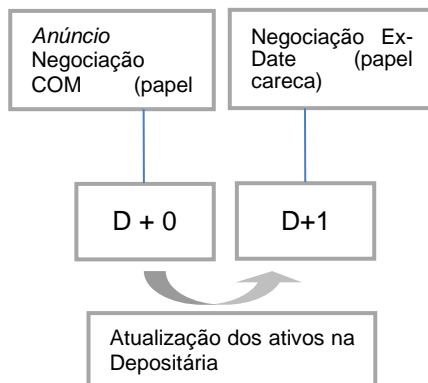 Anúncio
Negociação
COM (papel
Negociação Ex-
Date (papel
careca)
D + 0
D+1
Atualização dos ativos na
Depositária